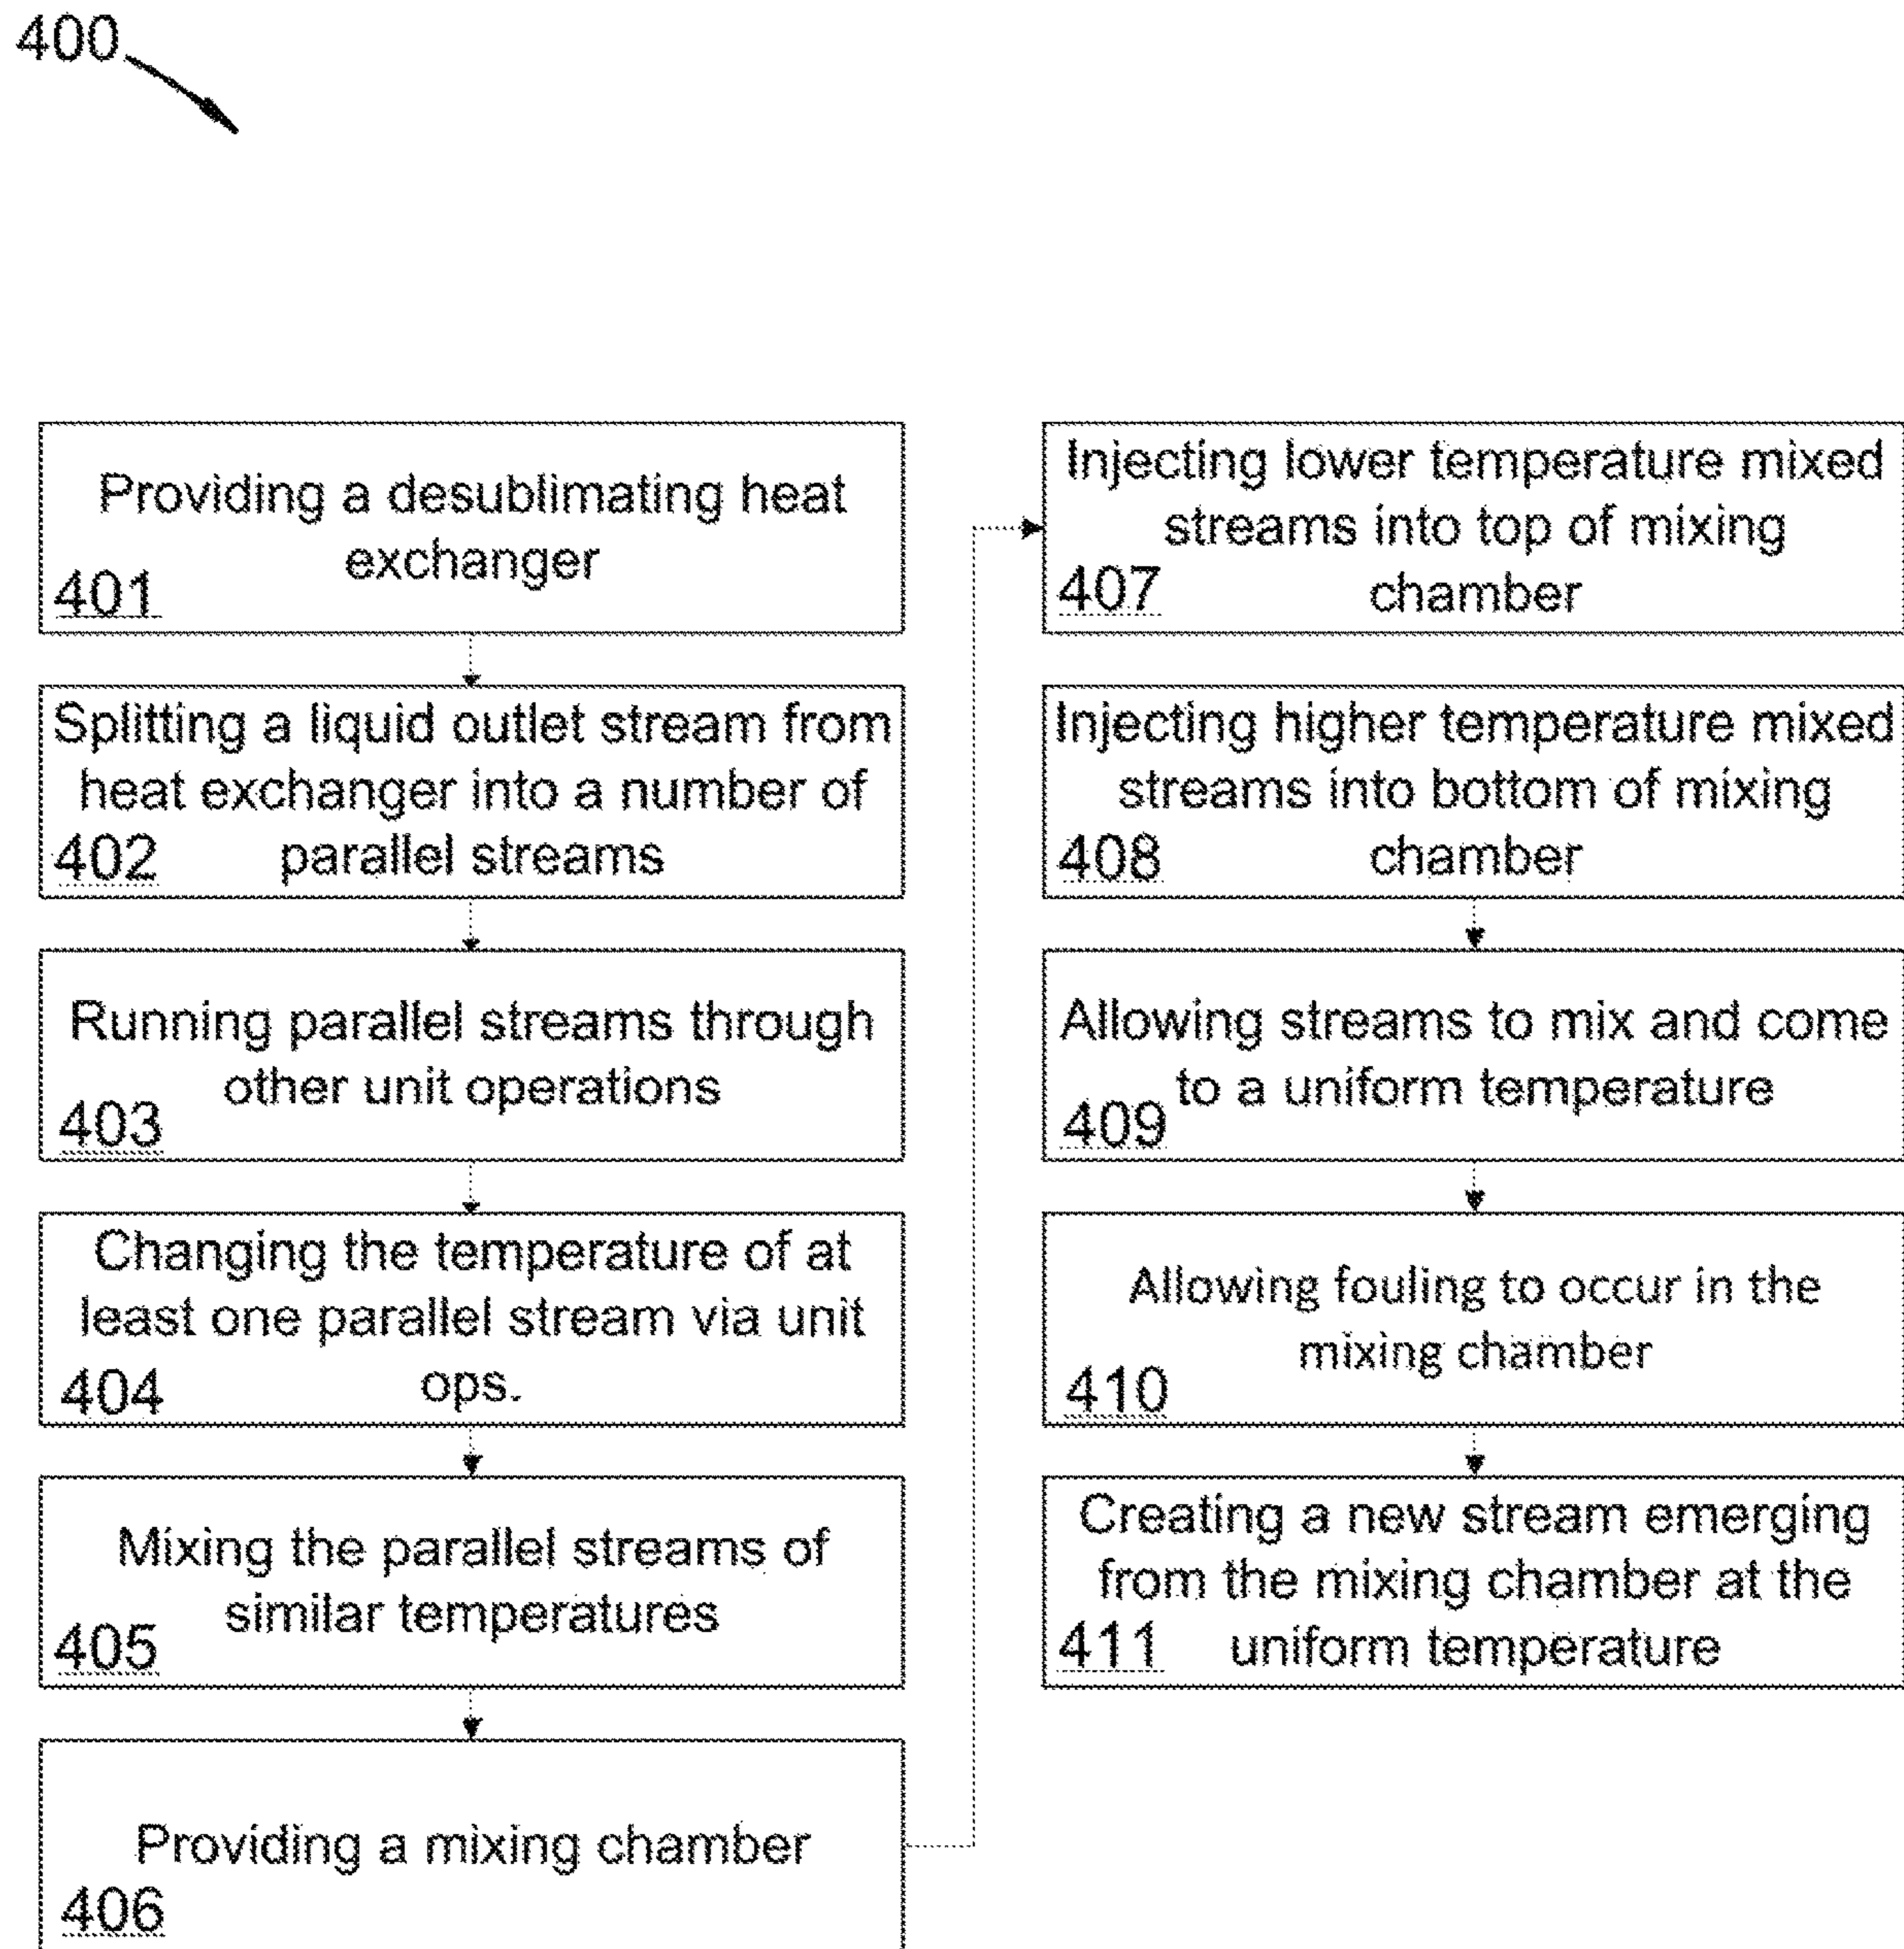 400
Providing a desublimating heat
exchanger
401
Splitting a liquid outlet stream from
heat exchanger into a number of
parallel streams
402
Running parallel streams through
other unit operations
403
Changing the temperature of at
least one parallel stream via unit
ops.
404
Mixing the parallel streams of
similar temperatures
405
Providing a mixing chamber
406
Injecting lower temperature mixed
streams into top of mixing
chamber
407
Injecting higher temperature mixed
streams into bottom of mixing
chamber
408
Allowing streams to mix and come
to a uniform temperature
409
Allowing fouling to occur in the
mixing chamber
410
Creating a new stream emerging
from the mixing chamber at the
uniform temperature
411